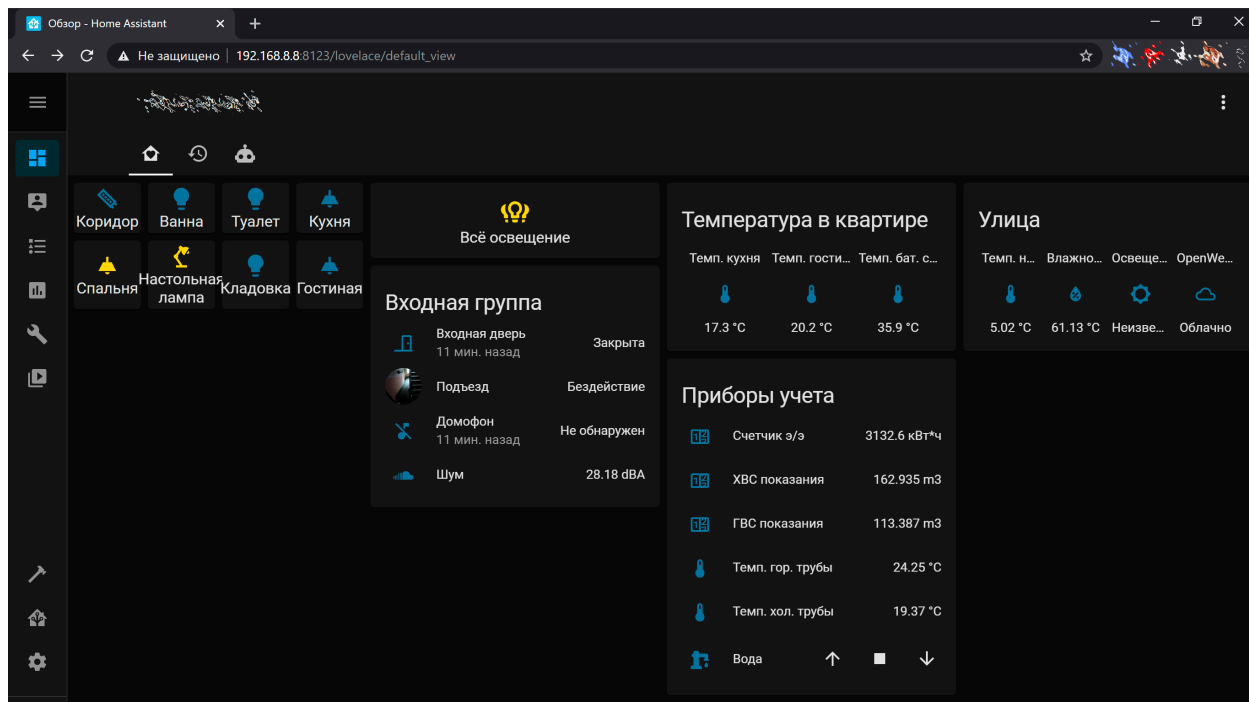 Обзор - Home Assistant
Не защищено | 192.168.8.8:8123/lovelace/default_view
Коридор Ванна Туалет Кухня
Спальня Настольная лампа Кладовка Гостиная
Всё освещение
Входная группа
Входная дверь
11 мин. назад
Закрыта
Подъезд Бездействие
Домофон
11 мин. назад
Не обнаружен
Шум 28.18 dBA
Температура в квартире
Темп. кухня Темп. гости... Темп. бат. с...
17.3 °C 20.2 °C 35.9 °C
Приборы учета
Счетчик э/э 3132.6 кВт*ч
ХВС показания 162.935 m3
ГВС показания 113.387 m3
Темп. гор. трубы 24.25 °C
Темп. хол. трубы 19.37 °C
Вода
Улица
Темп. н... Влажно... Освеще... OpenWe...
5.02 °C 61.13 °C Неизве... Облачно